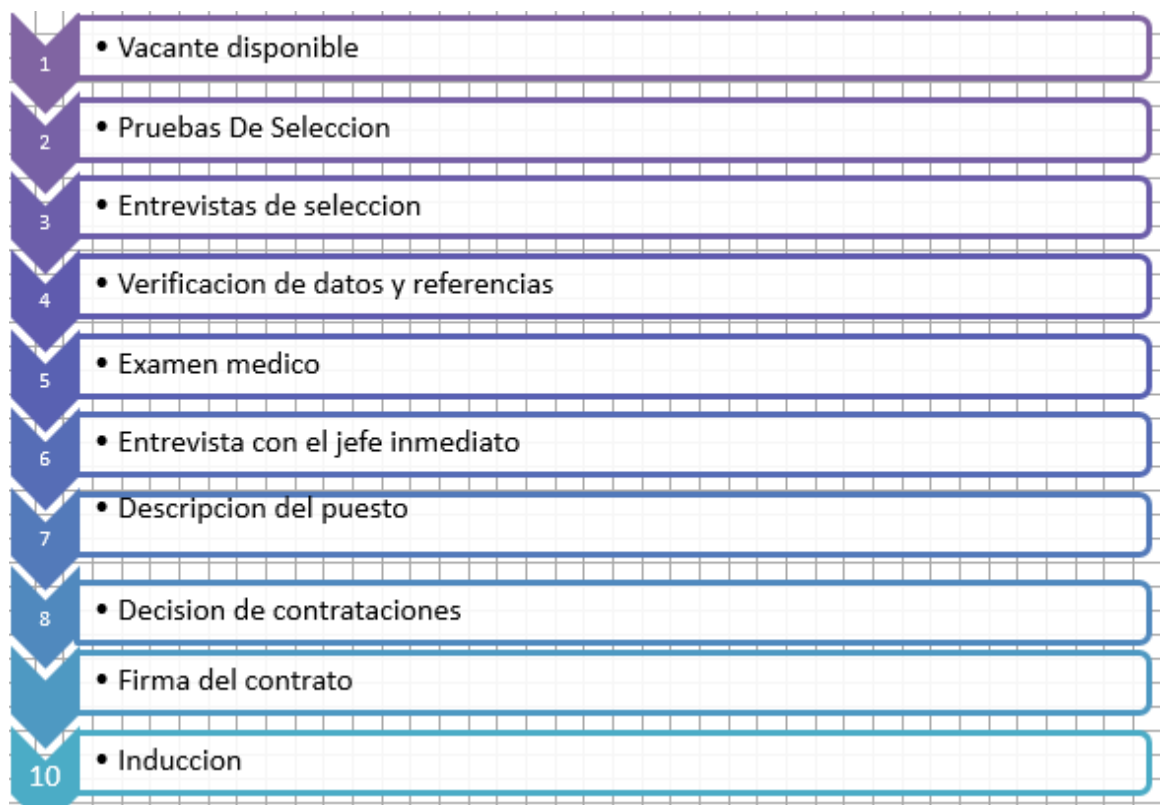 1
• Vacante disponible
2
• Pruebas De Seleccion
3
• Entrevistas de seleccion
4
• Verificacion de datos y referencias
5
• Examen medico
6
• Entrevista con el jefe inmediato
7
• Descripcion del puesto
8
• Decision de contrataciones
• Firma del contrato
10
• Induccion